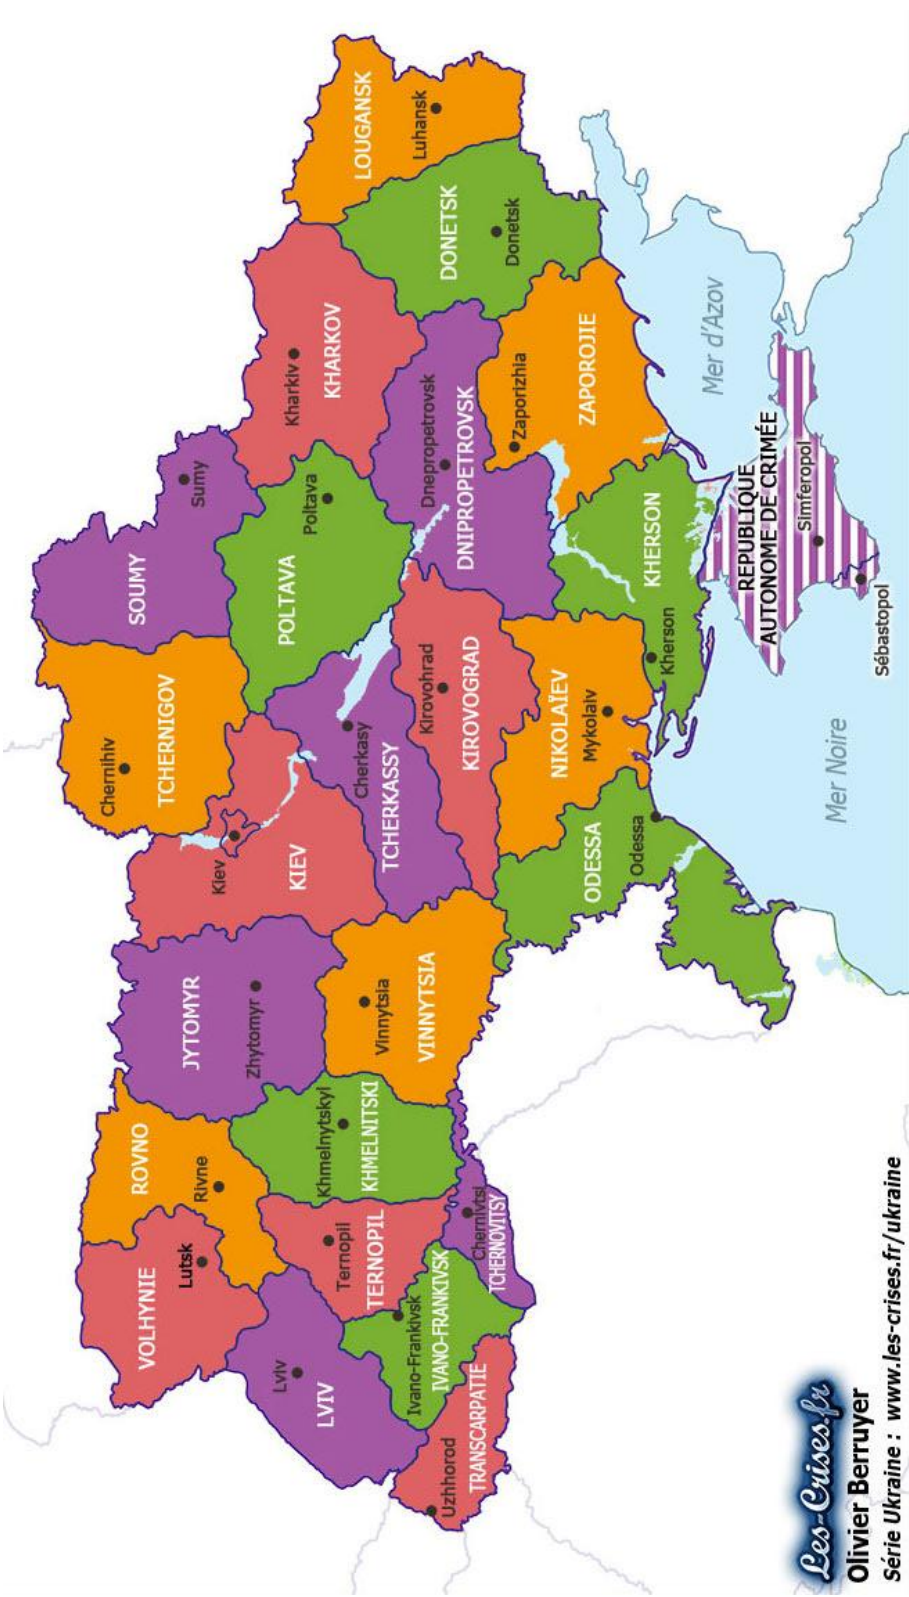 Chernihiv
TCHERNIGOV
SOUMY
Sumy
VOLHYNIE
Lutsk
ROVNO
Rivne
JYTOMYR
Zhytomyr
Kiev
KIEV
POLTAVA
Poltava
Kharkiv
KHARKOV
LOUGANSK
Luhansk
Lviv
LVIV
Ternopil
TERNOPIL
Khmelnytskyl
KHMELNITSKI
Vinnytsia
VINNYTSIA
Cherkasy
TCHERKASSY
Kirovohrad
KIROVOGRAD
Dnepropetrovsk
DNIPROPETROVSK
DONETSK
Donetsk
Ivano-Frankivsk
IVANO-FRANKIVSK
Uzhhorod
TRANSCARPATIE
Chernivtsi
TCHERNOVITSY
NIKOLAÏEV
Mykolaiv
Zaporizhia
ZAPOROJIE
ODESSA
Odessa
KHERSON
Kherson
Mer d'Azov
REPUBLIQUE
AUTONOME DE CRIMÉE
Simferopol
Sébastopol
Mer Noire
Les-Crises.fr
Olivier Berruyer
Série Ukraine : www.les-crises.fr/ukraine